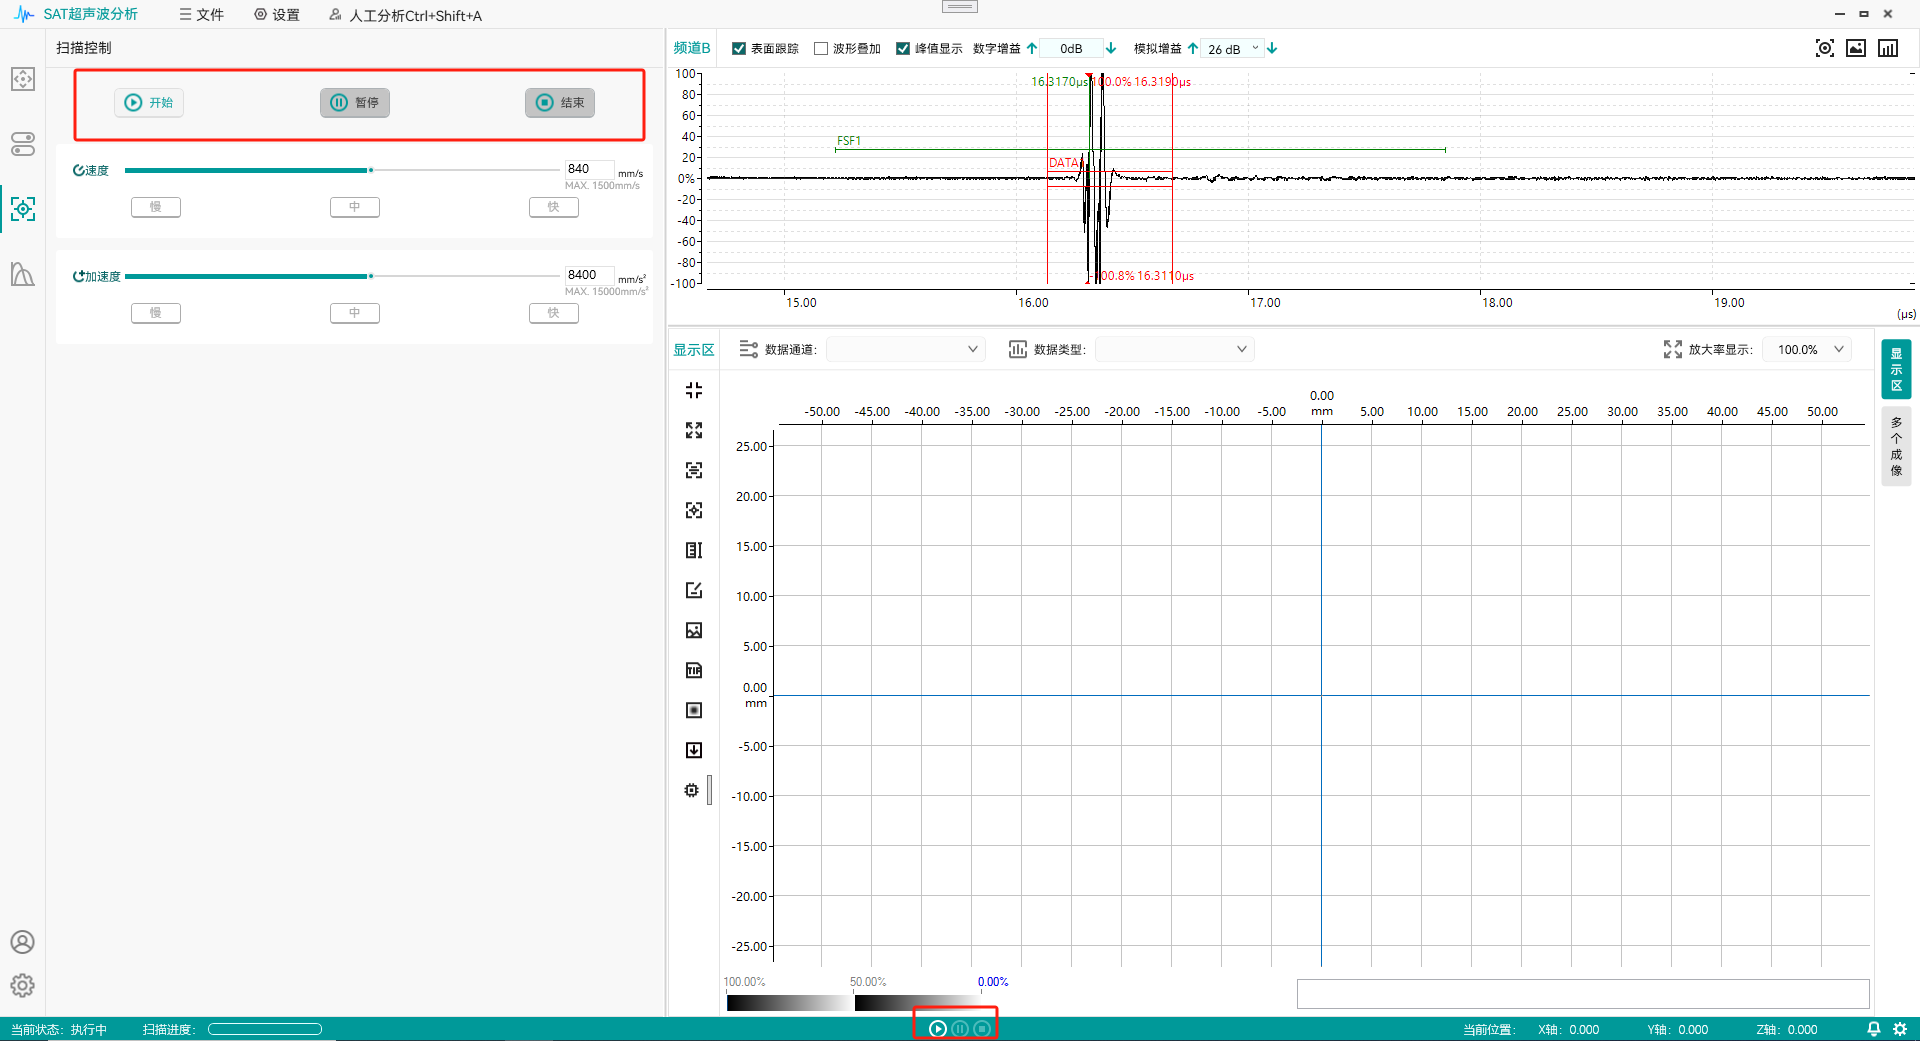 SAT超声波分析 文件 设置 人工分析Ctrl+Shift+A
扫描控制
开始 暂停 结束
速度 840 mm/s
MAX. 1500mm/s
慢 中 快
加速度 8400 mm/s²
MAX. 15000mm/s²
慢 中 快
频道B 表面跟踪 波形叠加 峰值显示 数字增益 0dB 模拟增益 26 dB
100
80
60
40
20
0%
-20
-40
-60
-80
-100
16.3170μs 100.0% 16.3190μs
FSF1
DATA
-100.8% 16.3110μs
15.00 16.00 17.00 18.00 19.00
(μs)
显示区 数据通道: 数据类型: 放大率显示: 100.0%
显示区
多个成像
0.00
-50.00 -45.00 -40.00 -35.00 -30.00 -25.00 -20.00 -15.00 -10.00 -5.00 mm 5.00 10.00 15.00 20.00 25.00 30.00 35.00 40.00 45.00 50.00
25.00
20.00
15.00
10.00
5.00
0.00
mm
-5.00
-10.00
-15.00
-20.00
-25.00
TIF
100.00% 50.00% 0.00%
当前状态: 执行中 扫描进度: 当前位置: X轴: 0.000 Y轴: 0.000 Z轴: 0.000